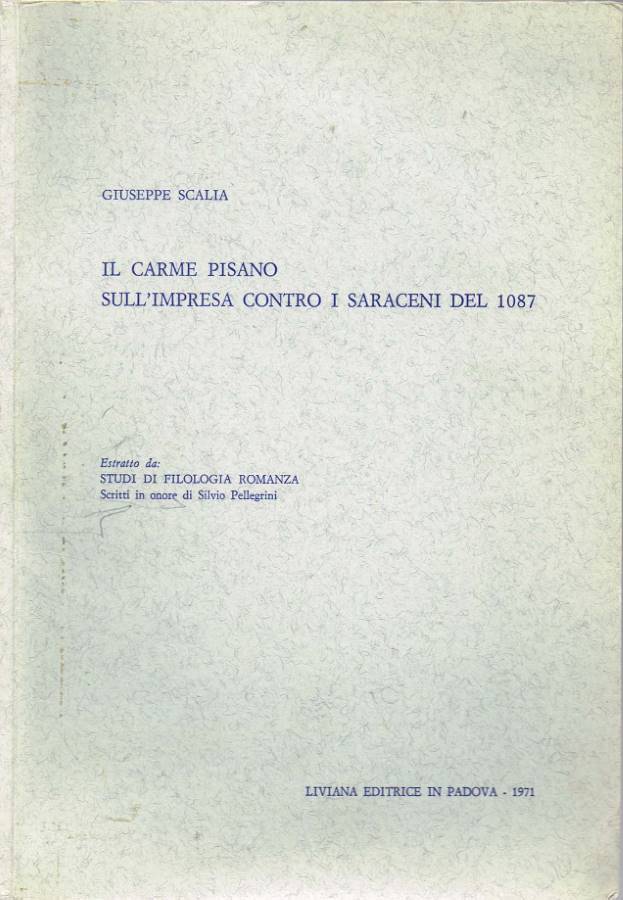 GIUSEPPE SCALIA
IL CARME PISANO
SULL'IMPRESA CONTRO I SARACENI DEL 1087
Estratto da:
STUDI DI FILOLOGIA ROMANZA
Scritti in onore di Silvio Pellegrini
LIVIANA EDITRICE IN PADOVA - 1971